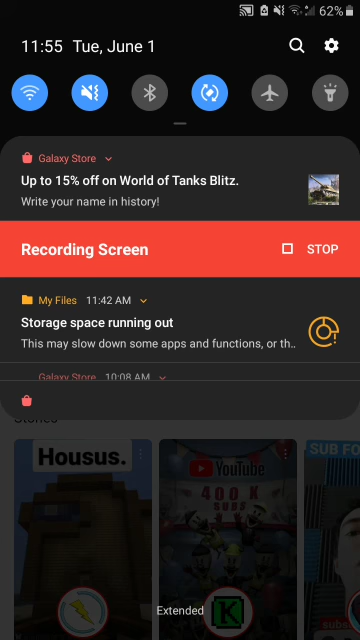 62%
11:55 Tue, June 1
Galaxy Store
Up to 15% off on World of Tanks Blitz.
Write your name in history!
Recording Screen
STOP
My Files 11:42 AM
Storage space running out
This may slow down some apps and functions, or th..
Galaxy Store 10:08 AM
Stories
Housus.
YouTube
400 K
SUBS
SUB FO
subs
Extended
K